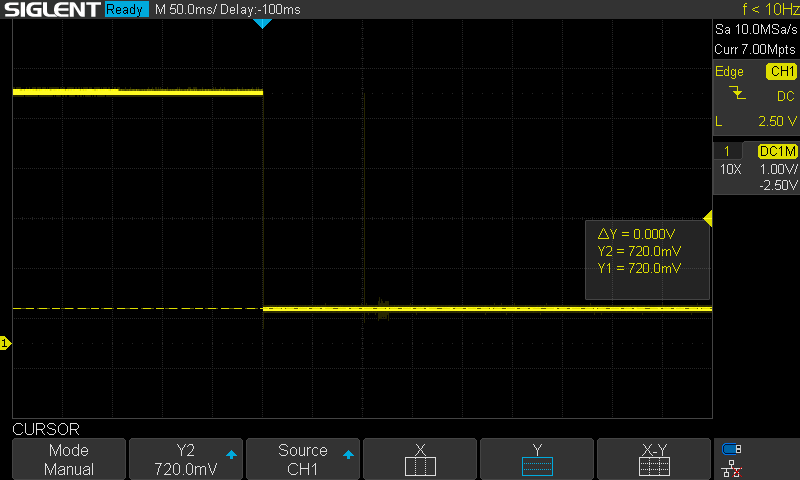 SIGLENT Ready M 50.0ms/ Delay:-100ms f < 10Hz
Sa 10.0MSa/s
Curr 7.00Mpts
Edge CH1
DC
L 2.50 V
1 DC1M
10X 1.00V/
-2.50V
△Y = 0.000V
Y2 = 720.0mV
Y1 = 720.0mV
1
CURSOR
Mode
Manual
Y2
720.0mV
Source
CH1
X
Y
X-Y